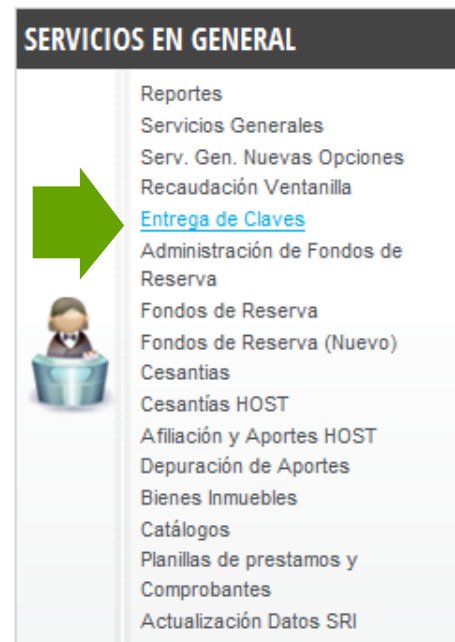 SERVICIOS EN GENERAL
Reportes
Servicios Generales
Serv. Gen. Nuevas Opciones
Recaudación Ventanilla
Entrega de Claves
Administración de Fondos de
Reserva
Fondos de Reserva
Fondos de Reserva (Nuevo)
Cesantias
Cesantías HOST
Afiliación y Aportes HOST
Depuración de Aportes
Bienes Inmuebles
Catálogos
Planillas de prestamos y
Comprobantes
Actualización Datos SRI